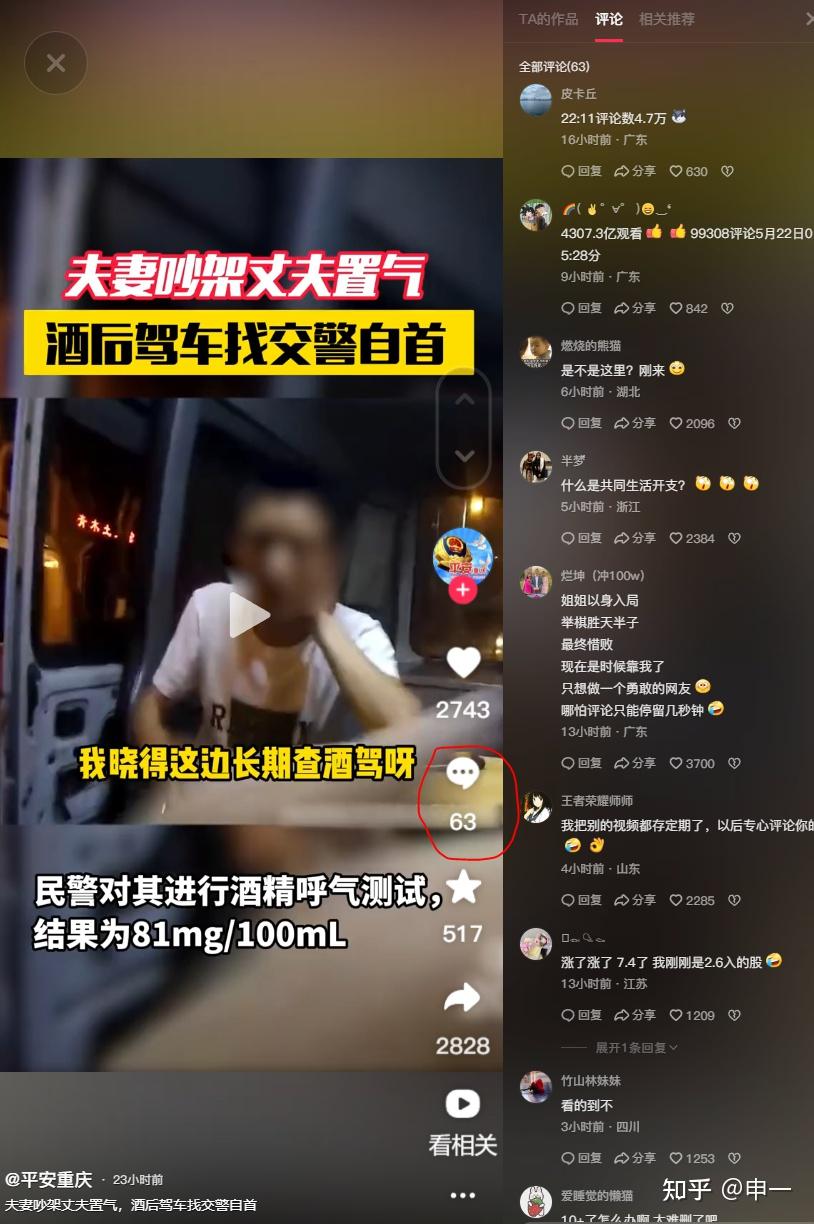 TA的作品 评论 相关推荐
全部评论(63)
皮卡丘
22:11评论数4.7万
16小时前 · 广东
回复 分享 630
4307.3亿观看 99308评论5月22日0
5:28分
9小时前 · 广东
回复 分享 842
燃烧的熊猫
是不是这里？刚来
6小时前 · 湖北
回复 分享 2096
半梦
什么是共同生活开支？
5小时前 · 浙江
回复 分享 2384
烂坤（冲100w）
姐姐以身入局
举棋胜天半子
最终惜败
现在是时候靠我了
只想做一个勇敢的网友
哪怕评论只能停留几秒钟
13小时前 · 广东
回复 分享 3700
王者荣耀师师
我把别的视频都存定期了，以后专心评论你的
4小时前 · 山东
回复 分享 2285
涨了涨了 7.4了 我刚刚是2.6入的股
13小时前 · 江苏
回复 分享 1209
展开1条回复
竹山林妹妹
看的到不
3小时前 · 四川
回复 分享 1253
爱睡觉的懒猫
10+了怎么办啊 太难删了吧
夫妻吵架丈夫置气
酒后驾车找交警自首
青木土
平安
我晓得这边长期查酒驾呀
民警对其进行酒精呼气测试，
结果为81mg/100mL
2743
63
517
2828
看相关
@平安重庆 · 23小时前
夫妻吵架丈夫置气，酒后驾车找交警自首
知乎 @申一